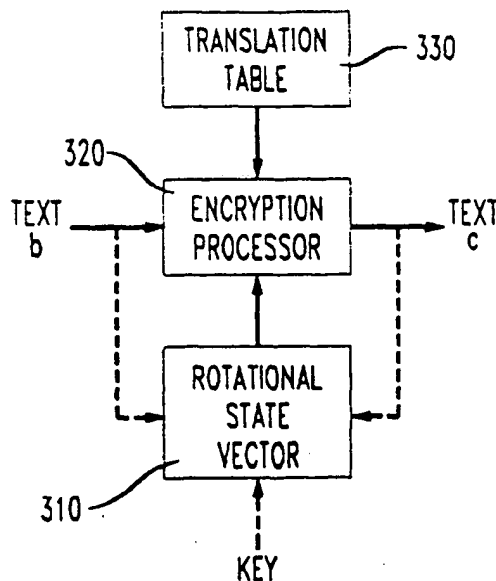 TRANSLATION
TABLE
330
320
TEXT
b
ENCRYPTION
PROCESSOR
TEXT
c
ROTATIONAL
STATE
VECTOR
310
KEY